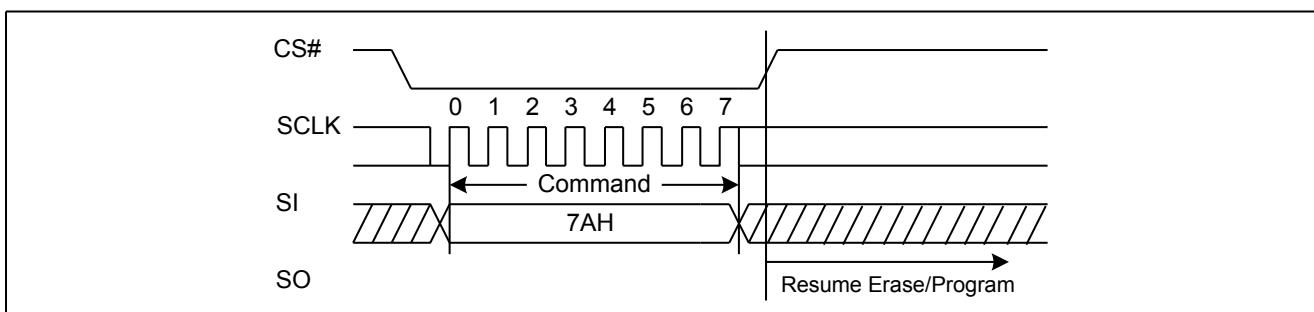 CS#
0 1 2 3 4 5 6 7
SCLK
Command
SI
7AH
SO
Resume Erase/Program